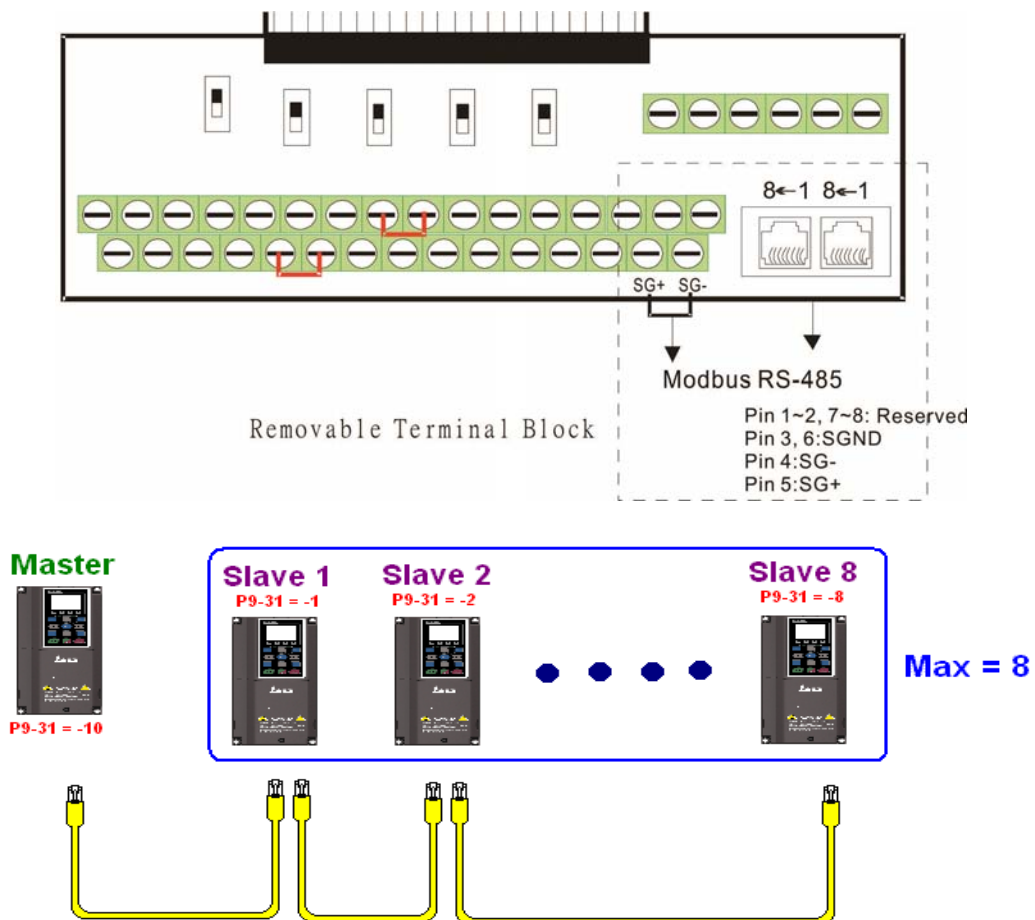 8←1 8←1
SG+ SG-
Modbus RS-485
Removable Terminal Block
Pin 1~2, 7~8: Reserved
Pin 3, 6:SGND
Pin 4:SG-
Pin 5:SG+
Master
P9-31 = -10
Slave 1
P9-31 = -1
Slave 2
P9-31 = -2
Slave 8
P9-31 = -8
Max = 8